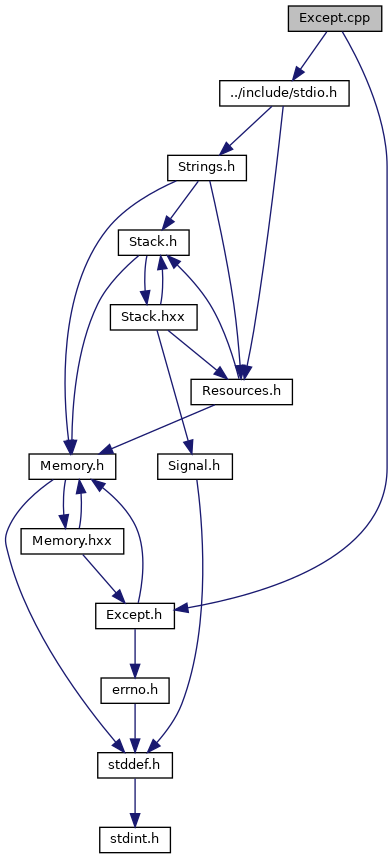 Except.cpp
../include/stdio.h
Strings.h
Stack.h
Stack.hxx
Resources.h
Memory.h
Signal.h
Memory.hxx
Except.h
errno.h
stddef.h
stdint.h